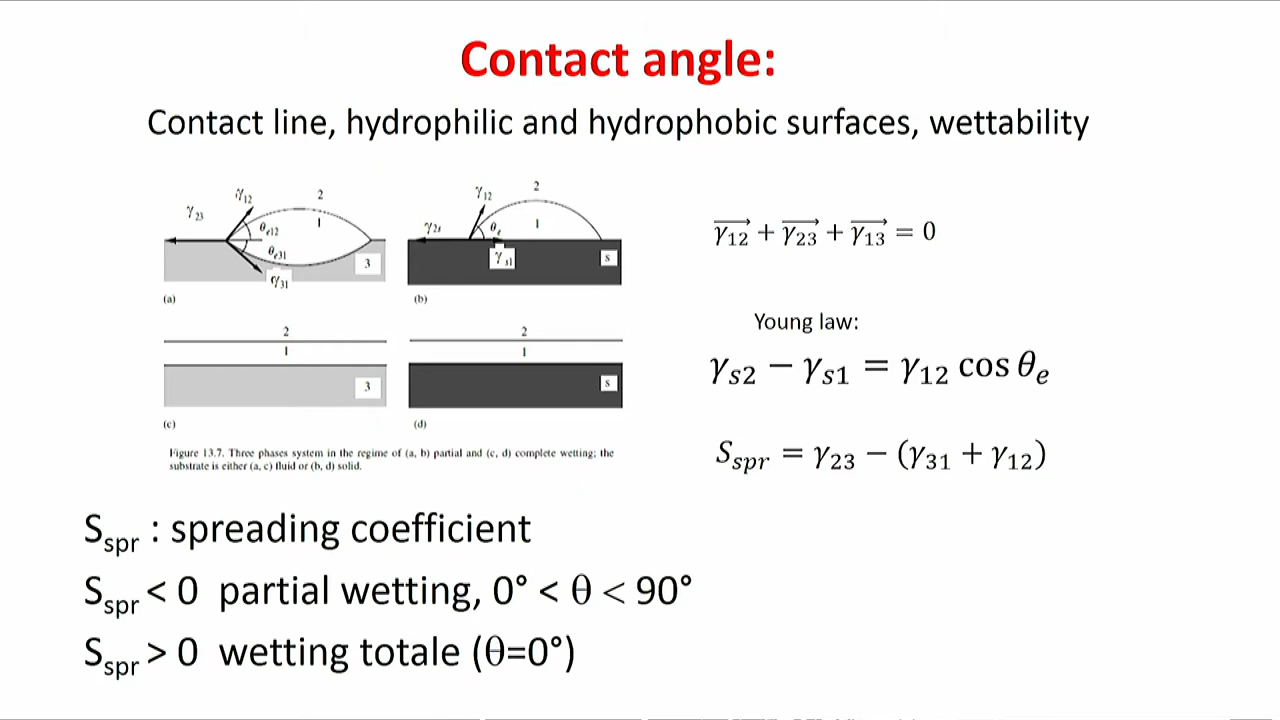 Contact angle:
Contact line, hydrophilic and hydrophobic surfaces, wettability
γ12 2
γ23 θe12 1
θe31
3
γ31
(a)
γ12 2
γ2s θe 1
γs1 s
(b)
2
1
3
(c)
2
1
s
(d)
Figure 13.7. Three phases system in the regime of (a, b) partial and (c, d) complete wetting; the
substrate is either (a, c) fluid or (b, d) solid.
γ12 + γ23 + γ13 = 0
Young law:
γs2 − γs1 = γ12 cos θe
Sspr = γ23 − (γ31 + γ12)
Sspr : spreading coefficient
Sspr < 0 partial wetting, 0° < θ < 90°
Sspr > 0 wetting totale (θ=0°)